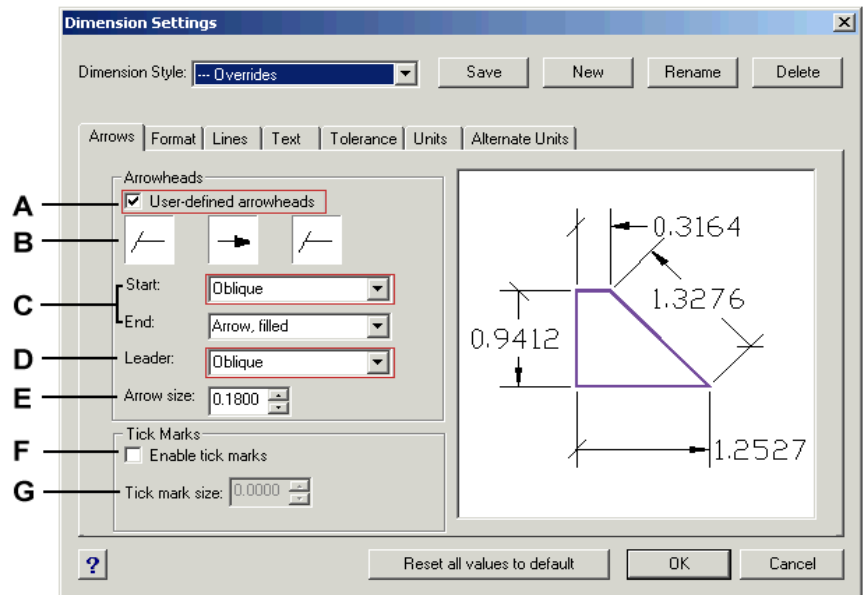 Dimension Settings
Dimension Style: --- Overrides Save New Rename Delete
Arrows Format Lines Text Tolerance Units Alternate Units
Arrowheads
A User-defined arrowheads
B
C Start: Oblique
End: Arrow, filled
D Leader: Oblique
E Arrow size: 0.1800
Tick Marks
F Enable tick marks
G Tick mark size: 0.0000
0.3164
1.3276
0.9412
1.2527
? Reset all values to default OK Cancel